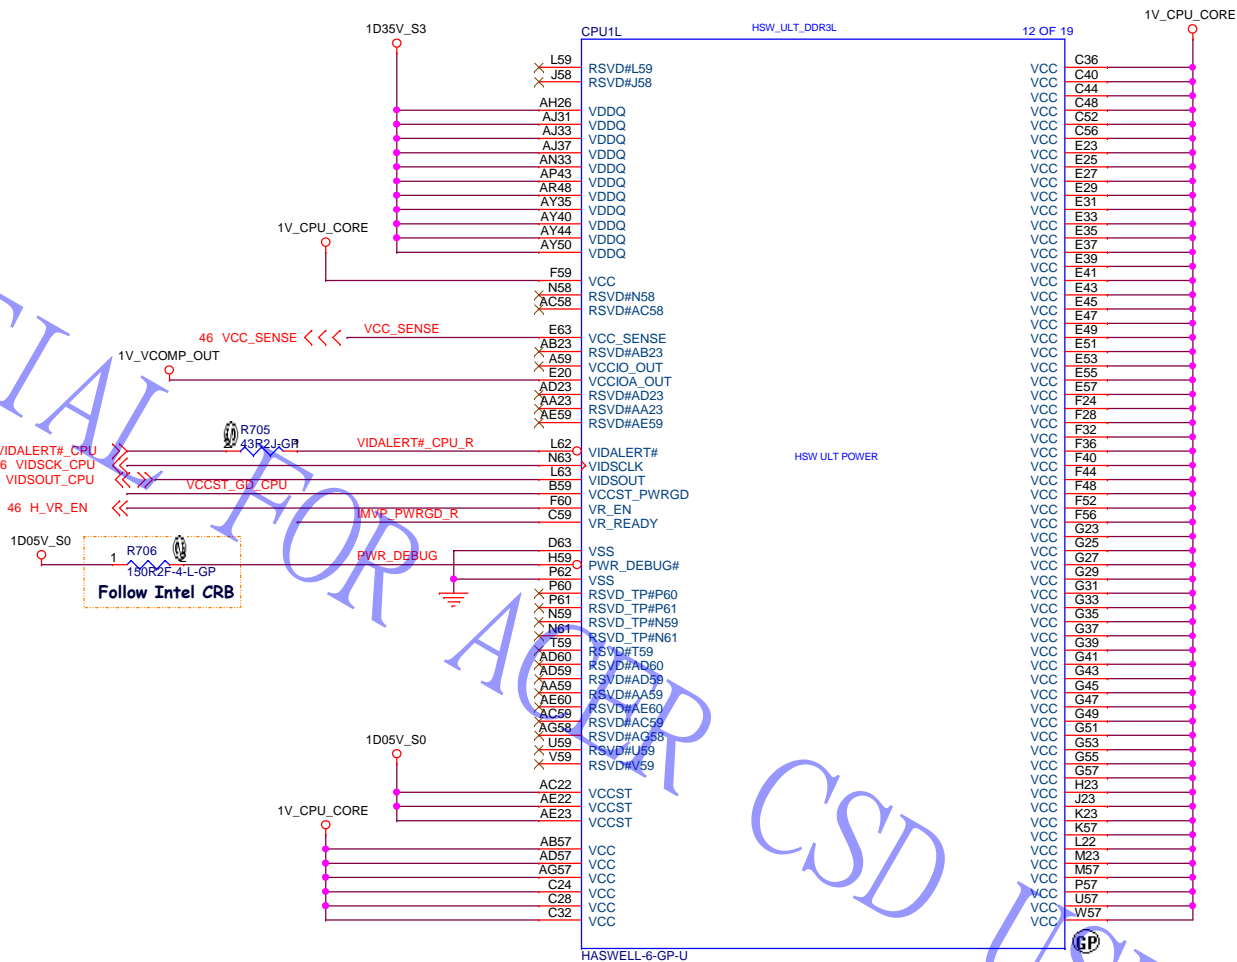 1D35V_S3
CPU1L
HSW_ULT_DDR3L
12 OF 19
1V_CPU_CORE
L59 RSVD#L59
J58 RSVD#J58
AH26 VDDQ
AJ31 VDDQ
AJ33 VDDQ
AJ37 VDDQ
AN33 VDDQ
AP43 VDDQ
AR48 VDDQ
AY35 VDDQ
AY40 VDDQ
AY44 VDDQ
AY50 VDDQ
1V_CPU_CORE
F59 VCC
N58 RSVD#N58
AC58 RSVD#AC58
46 VCC_SENSE VCC_SENSE E63 VCC_SENSE
AB23 RSVD#AB23
A59 VCCIO_OUT
1V_VCOMP_OUT E20 VCCIOA_OUT
AD23 RSVD#AD23
AA23 RSVD#AA23
AE59 RSVD#AE59
R705
43R2J-GP
VIDALERT#_CPU VIDALERT#_CPU_R L62 VIDALERT#
6 VIDSCK_CPU N63 VIDSCLK
VIDSOUT_CPU L63 VIDSOUT
VCCST_GD_CPU B59 VCCST_PWRGD
46 H_VR_EN F60 VR_EN
IMVP_PWRGD_R C59 VR_READY
D63 VSS
1D05V_S0
1 R706 2
150R2F-4-L-GP
Follow Intel CRB
PWR_DEBUG H59 PWR_DEBUG#
P62 VSS
P60 RSVD_TP#P60
P61 RSVD_TP#P61
N59 RSVD_TP#N59
N61 RSVD_TP#N61
T59 RSVD#T59
AD60 RSVD#AD60
AD59 RSVD#AD59
AA59 RSVD#AA59
AE60 RSVD#AE60
AC59 RSVD#AC59
AG58 RSVD#AG58
U59 RSVD#U59
V59 RSVD#V59
1D05V_S0
AC22 VCCST
AE22 VCCST
AE23 VCCST
1V_CPU_CORE
AB57 VCC
AD57 VCC
AG57 VCC
C24 VCC
C28 VCC
C32 VCC
HSW ULT POWER
VCC C36
VCC C40
VCC C44
VCC C48
VCC C52
VCC C56
VCC E23
VCC E25
VCC E27
VCC E29
VCC E31
VCC E33
VCC E35
VCC E37
VCC E39
VCC E41
VCC E43
VCC E45
VCC E47
VCC E49
VCC E51
VCC E53
VCC E55
VCC E57
VCC F24
VCC F28
VCC F32
VCC F36
VCC F40
VCC F44
VCC F48
VCC F52
VCC F56
VCC G23
VCC G25
VCC G27
VCC G29
VCC G31
VCC G33
VCC G35
VCC G37
VCC G39
VCC G41
VCC G43
VCC G45
VCC G47
VCC G49
VCC G51
VCC G53
VCC G55
VCC G57
VCC H23
VCC J23
VCC K23
VCC K57
VCC L22
VCC M23
VCC M57
VCC P57
VCC U57
VCC W57
GP
HASWELL-6-GP-U
TIAL FOR ACER CSD US